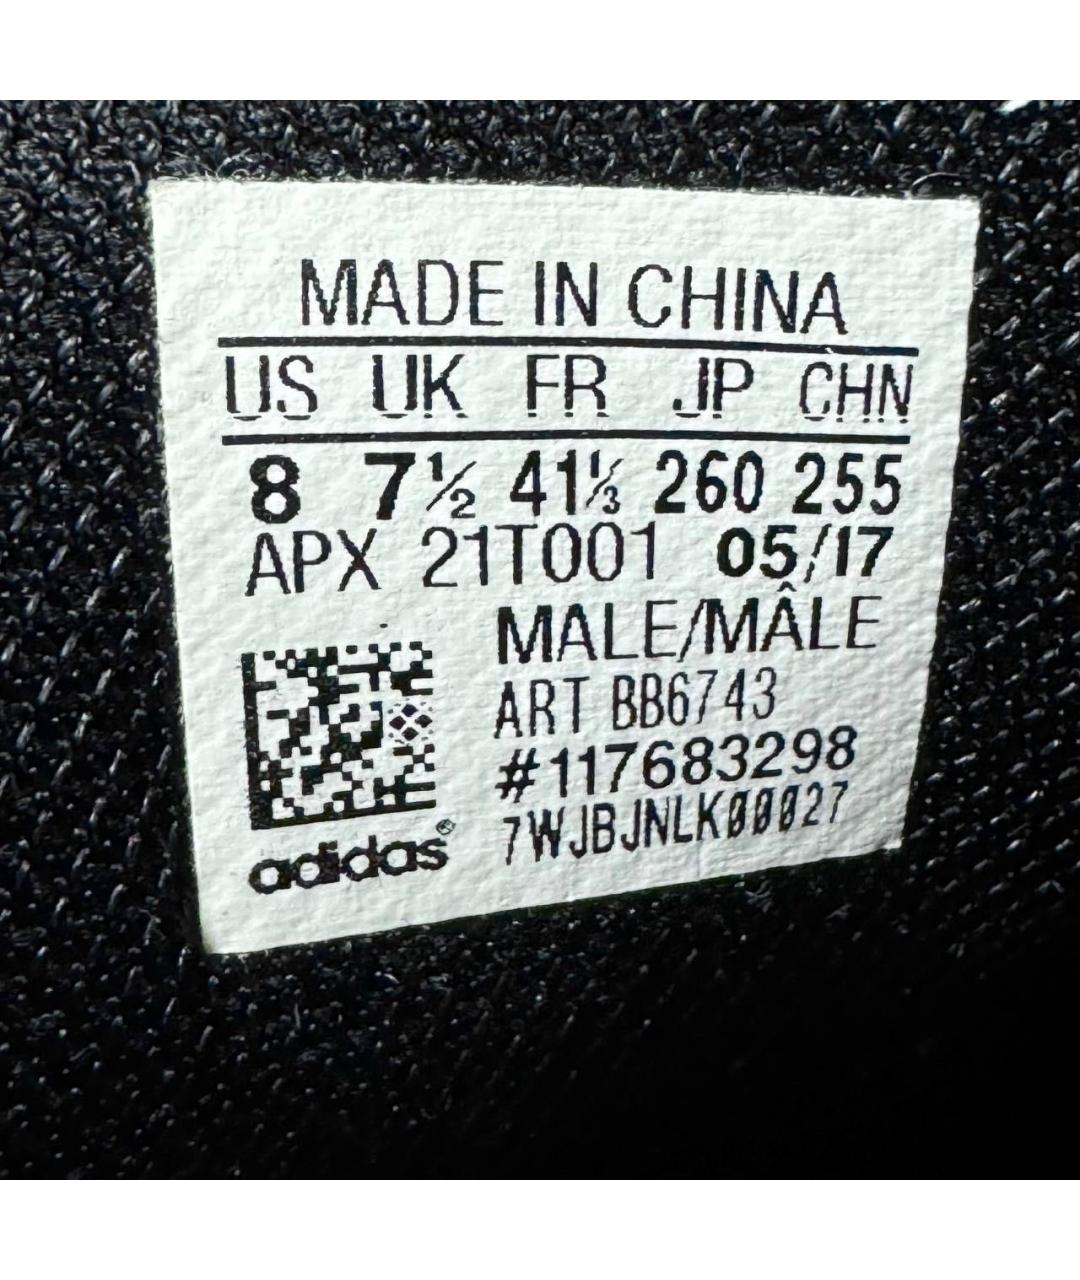 MADE IN CHINA
US UK FR JP CHN
8 7½ 41⅓ 260 255
APX 21T001 05/17
MALE/MÂLE
ART BB6743
#117683298
7WJBJNLK00027
adidas®